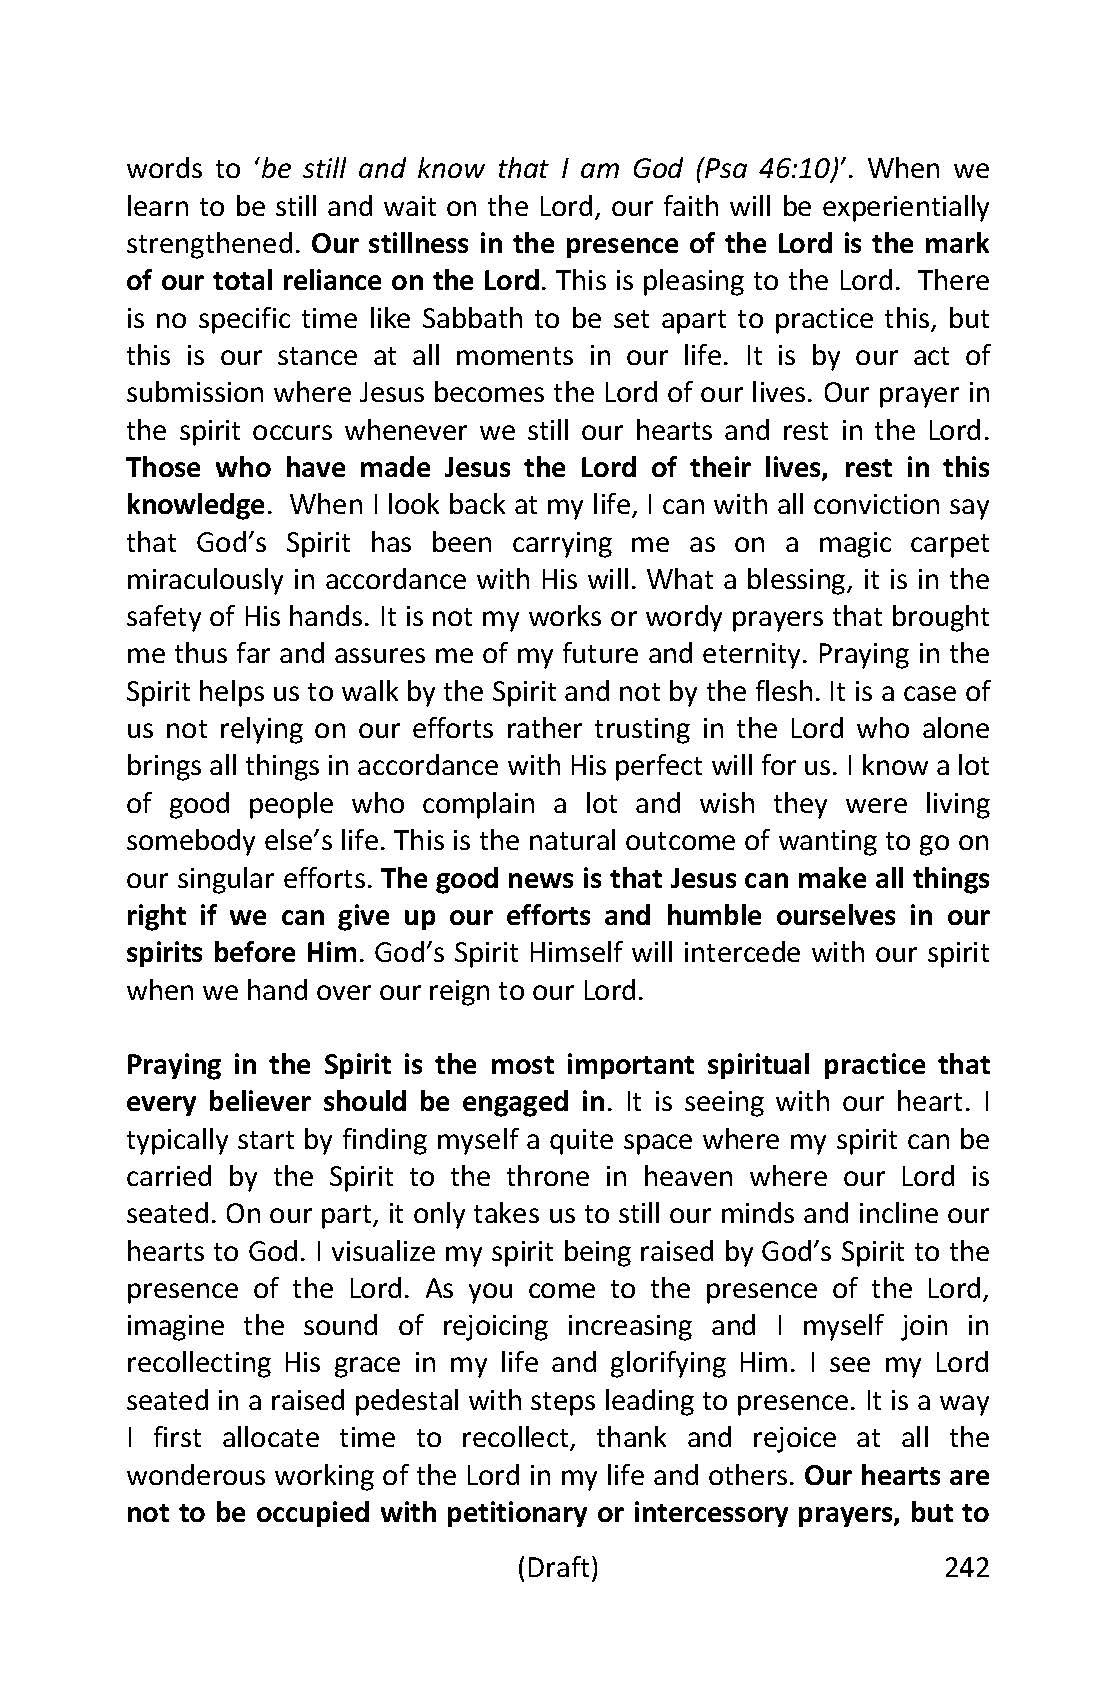 words to ‘be still and know that I am God (Psa 46:10)’. When we
learn to be still and wait on the Lord, our faith will be experientially
strengthened. Our stillness in the presence of the Lord is the mark
of our total reliance on the Lord. This is pleasing to the Lord. There
is no specific time like Sabbath to be set apart to practice this, but
this is our stance at all moments in our life. It is by our act of
submission where Jesus becomes the Lord of our lives. Our prayer in
the spirit occurs whenever we still our hearts and rest in the Lord.
Those who have made Jesus the Lord of their lives, rest in this
knowledge. When I look back at my life, I can with all conviction say
that God’s Spirit has been carrying me as on a magic carpet
miraculously in accordance with His will. What a blessing, it is in the
safety of His hands. It is not my works or wordy prayers that brought
me thus far and assures me of my future and eternity. Praying in the
Spirit helps us to walk by the Spirit and not by the flesh. It is a case of
us not relying on our efforts rather trusting in the Lord who alone
brings all things in accordance with His perfect will for us. I know a lot
of good people who complain a lot and wish they were living
somebody else’s life. This is the natural outcome of wanting to go on
our singular efforts. The good news is that Jesus can make all things
right if we can give up our efforts and humble ourselves in our
spirits before Him. God’s Spirit Himself will intercede with our spirit
when we hand over our reign to our Lord.
Praying in the Spirit is the most important spiritual practice that
every believer should be engaged in. It is seeing with our heart. I
typically start by finding myself a quite space where my spirit can be
carried by the Spirit to the throne in heaven where our Lord is
seated. On our part, it only takes us to still our minds and incline our
hearts to God. I visualize my spirit being raised by God’s Spirit to the
presence of the Lord. As you come to the presence of the Lord,
imagine the sound of rejoicing increasing and I myself join in
recollecting His grace in my life and glorifying Him. I see my Lord
seated in a raised pedestal with steps leading to presence. It is a way
I first allocate time to recollect, thank and rejoice at all the
wonderous working of the Lord in my life and others. Our hearts are
not to be occupied with petitionary or intercessory prayers, but to
(Draft) 242